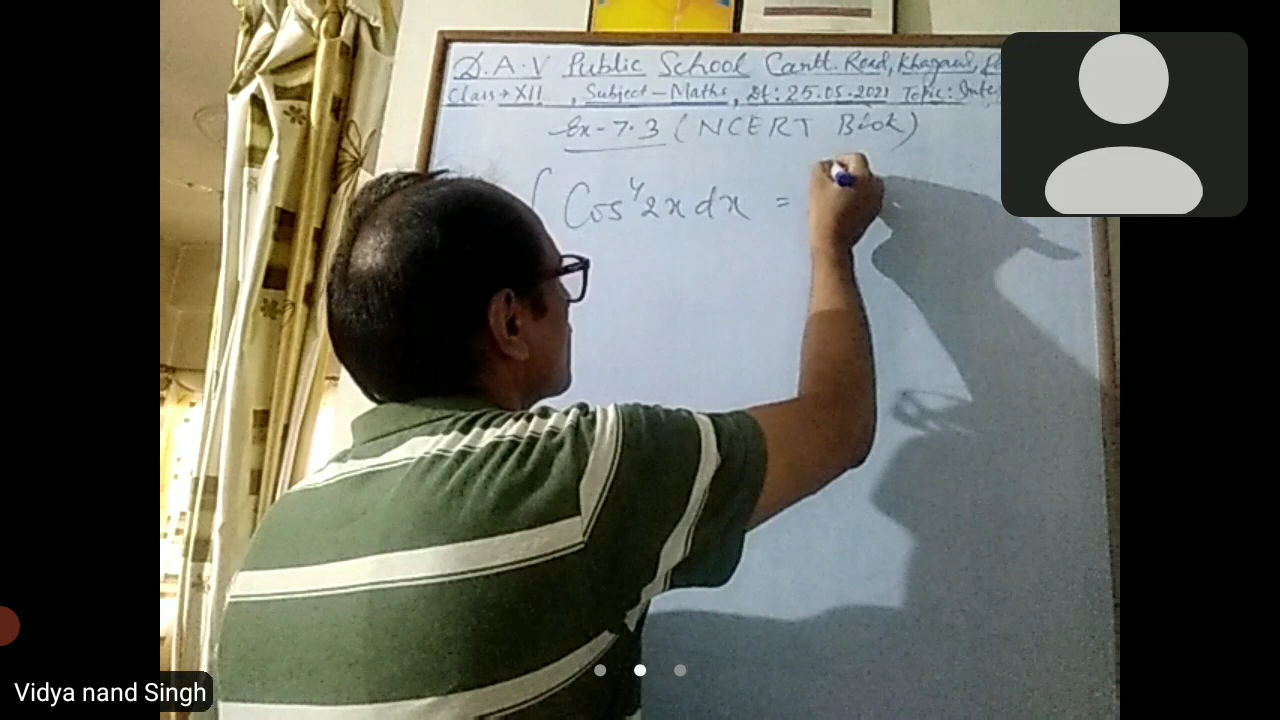 D.A.V Public School Cantt. Road, Khagaul,
Class → XII , Subject - Maths, Dt: 25.05.2021 Topic:
Ex - 7.3 (NCERT Book)
∫ Cos⁴2x dx =
Vidya nand Singh